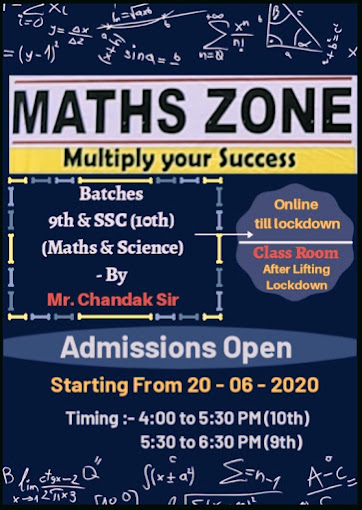 MATHS ZONE
Multiply your Success
Batches
9th & SSC (10th)
(Maths & Science)
- By
Mr. Chandak Sir
Online
till lockdown
Class Room
After Lifting
Lockdown
Admissions Open
Starting From 20 - 06 - 2020
Timing :- 4:00 to 5:30 PM (10th)
5:30 to 6:30 PM (9th)